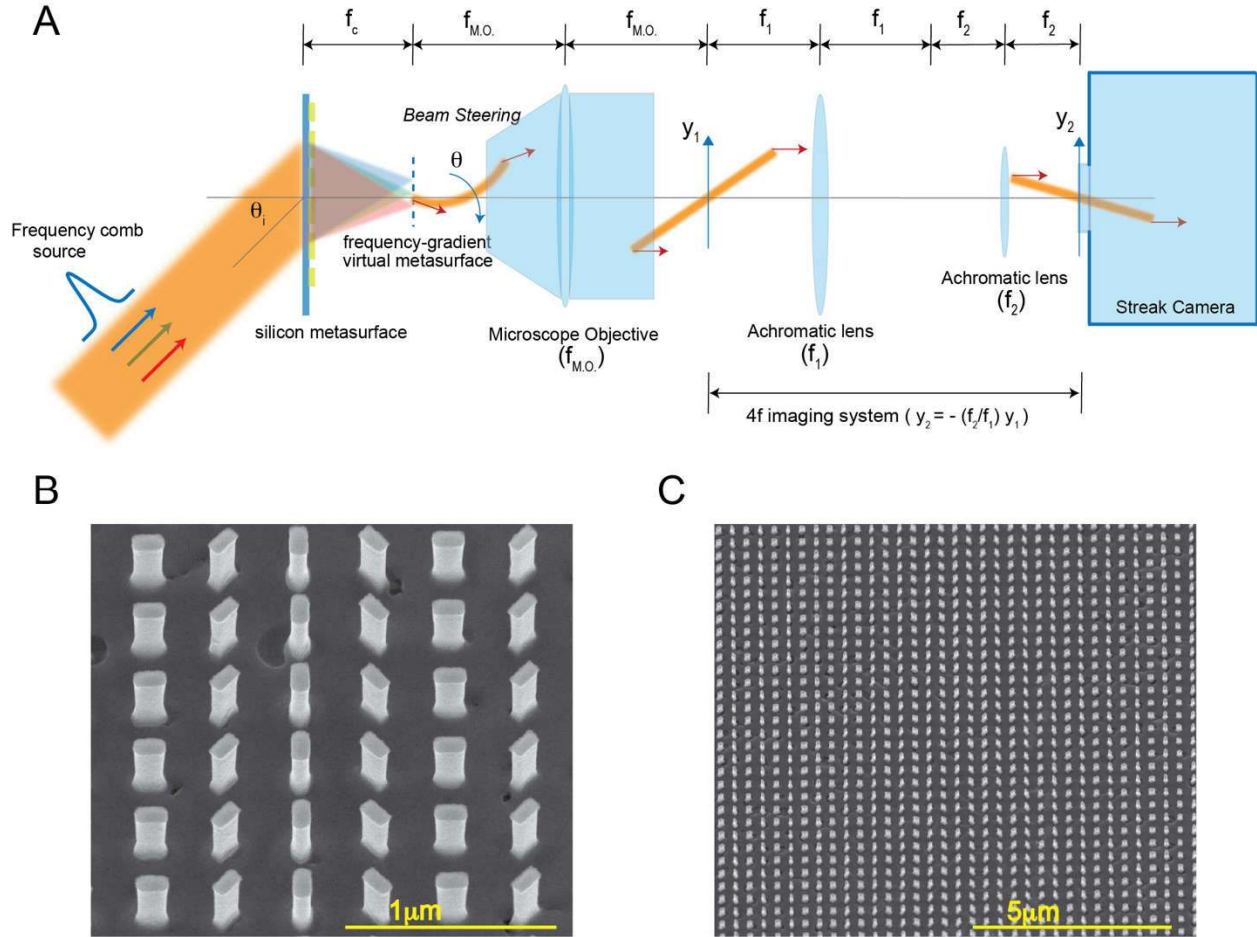 A
f_c
f_M.O.
f_M.O.
f_1
f_1
f_2
f_2
Beam Steering
y_1
y_2
θ
θ_i
Frequency comb
source
frequency-gradient
virtual metasurface
silicon metasurface
Microscope Objective
(f_M.O.)
Achromatic lens
(f_1)
Achromatic lens
(f_2)
Streak Camera
4f imaging system ( y_2 = - (f_2/f_1) y_1 )
B
C
1μm
5μm